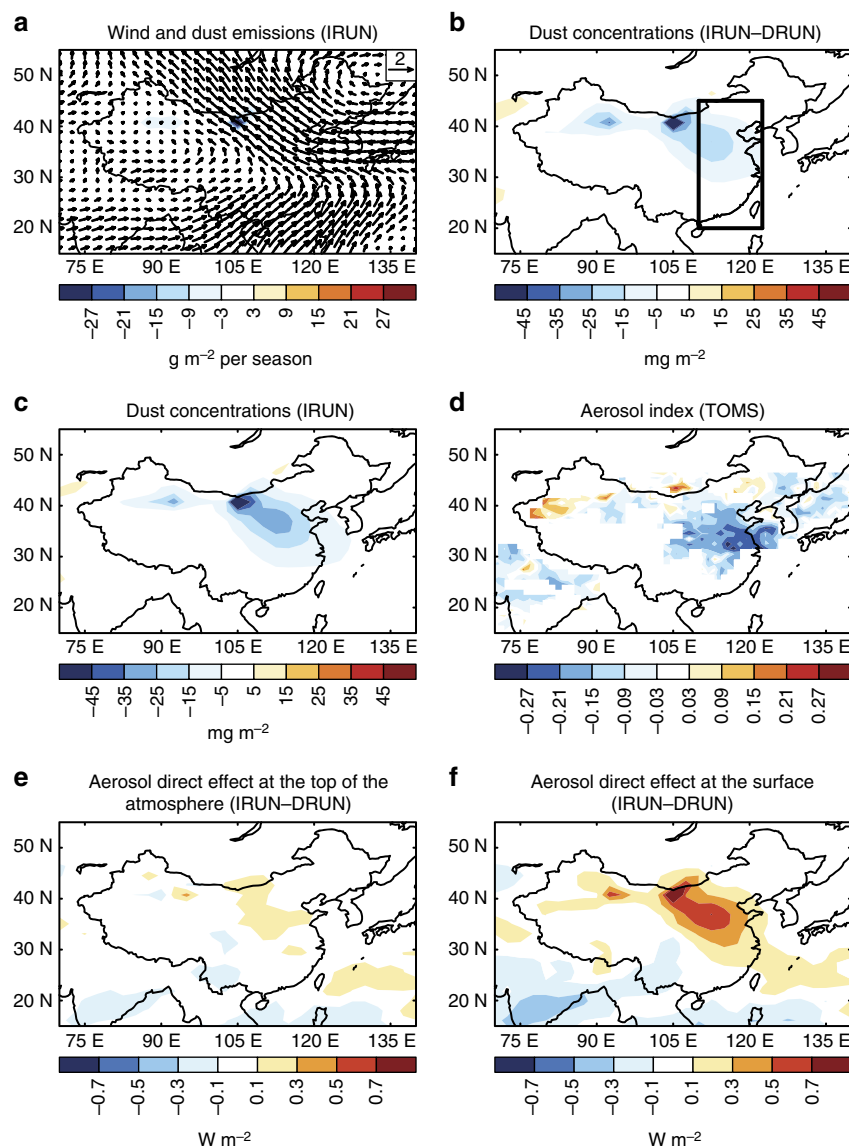 a
Wind and dust emissions (IRUN)
2
50 N
40 N
30 N
20 N
75 E 90 E 105 E 120 E 135 E
−27 −21 −15 −9 −3 3 9 15 21 27
g m−2 per season
b
Dust concentrations (IRUN–DRUN)
50 N
40 N
30 N
20 N
75 E 90 E 105 E 120 E 135 E
−45 −35 −25 −15 −5 5 15 25 35 45
mg m−2
c
Dust concentrations (IRUN)
50 N
40 N
30 N
20 N
75 E 90 E 105 E 120 E 135 E
−45 −35 −25 −15 −5 5 15 25 35 45
mg m−2
d
Aerosol index (TOMS)
50 N
40 N
30 N
20 N
75 E 90 E 105 E 120 E 135 E
−0.27 −0.21 −0.15 −0.09 −0.03 0.03 0.09 0.15 0.21 0.27
e
Aerosol direct effect at the top of the
atmosphere (IRUN–DRUN)
50 N
40 N
30 N
20 N
75 E 90 E 105 E 120 E 135 E
−0.7 −0.5 −0.3 −0.1 0.1 0.3 0.5 0.7
W m−2
f
Aerosol direct effect at the surface
(IRUN–DRUN)
50 N
40 N
30 N
20 N
75 E 90 E 105 E 120 E 135 E
−0.7 −0.5 −0.3 −0.1 0.1 0.3 0.5 0.7
W m−2